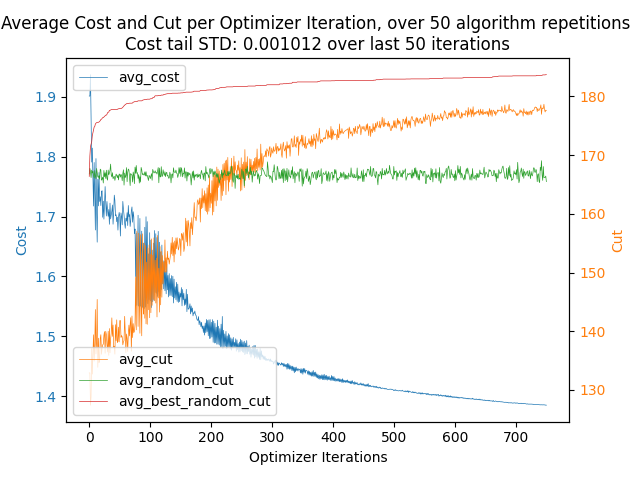 Average Cost and Cut per Optimizer Iteration, over 50 algorithm repetitions
Cost tail STD: 0.001012 over last 50 iterations
avg_cost
1.9
1.8
1.7
1.6
1.5
1.4
Cost
180
170
160
150
140
130
Cut
avg_cut
avg_random_cut
avg_best_random_cut
0 100 200 300 400 500 600 700
Optimizer Iterations